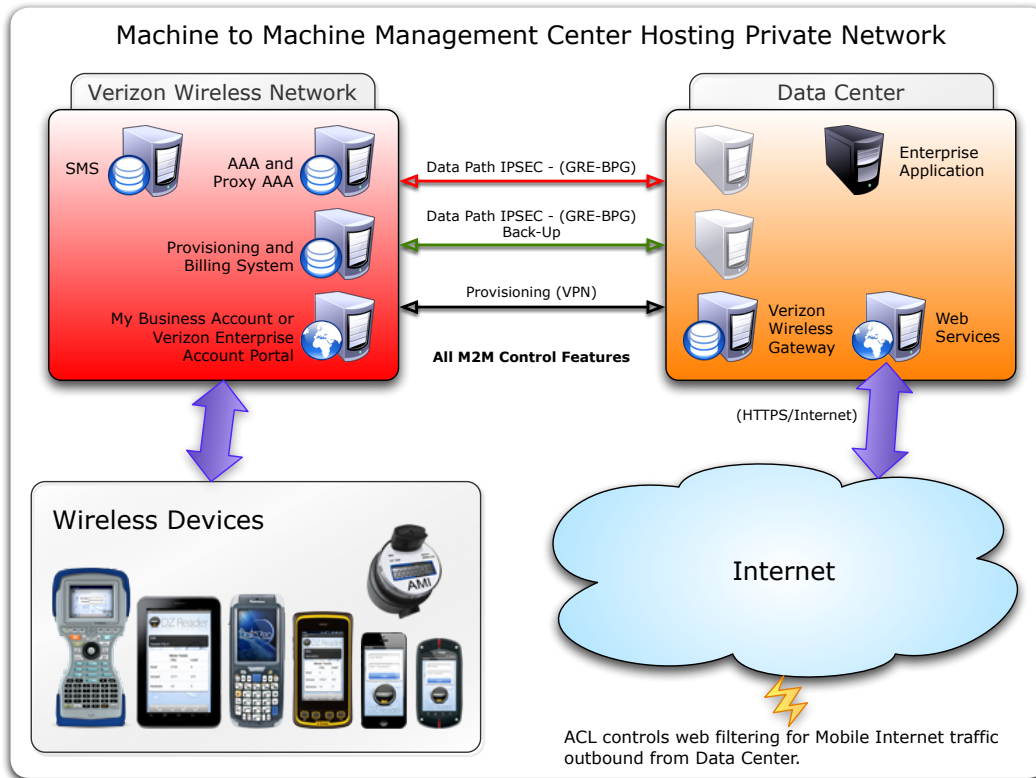 Machine to Machine Management Center Hosting Private Network
Verizon Wireless Network
Data Center
SMS
AAA and
Proxy AAA
Provisioning and
Billing System
My Business Account or
Verizon Enterprise
Account Portal
Data Path IPSEC - (GRE-BPG)
Data Path IPSEC - (GRE-BPG)
Back-Up
Provisioning (VPN)
All M2M Control Features
Enterprise
Application
Verizon
Wireless
Gateway
Web
Services
(HTTPS/Internet)
Wireless Devices
AMI
DZ Reader
Internet
ACL controls web filtering for Mobile Internet traffic
outbound from Data Center.